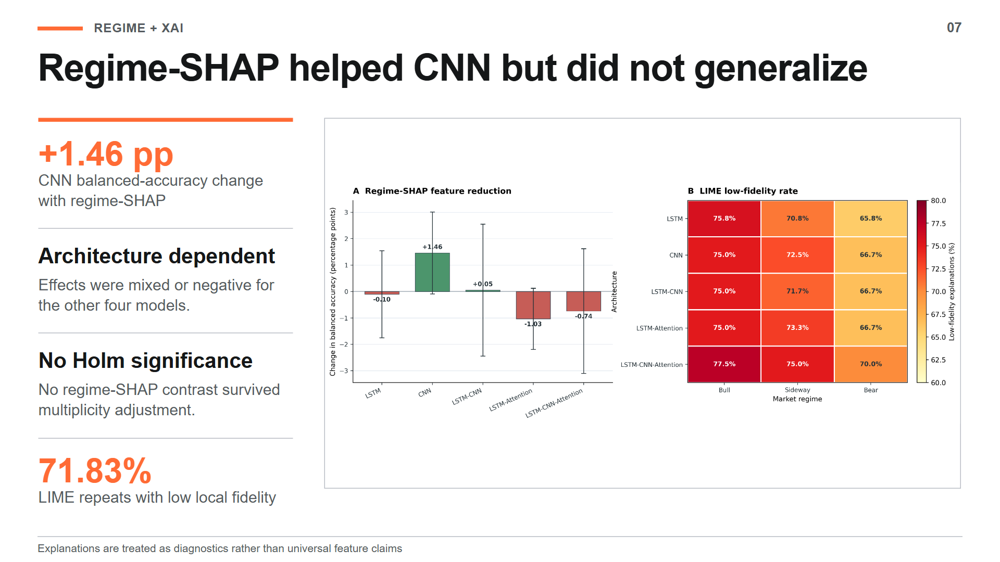 REGIME + XAI
07
Regime-SHAP helped CNN but did not generalize
+1.46 pp
CNN balanced-accuracy change
with regime-SHAP
Architecture dependent
Effects were mixed or negative for
the other four models.
No Holm significance
No regime-SHAP contrast survived
multiplicity adjustment.
71.83%
LIME repeats with low local fidelity
A Regime-SHAP feature reduction
Change in balanced accuracy (percentage points)
3
2
1
0
−1
−2
−3
-0.10
+1.46
+0.05
-1.03
-0.74
LSTM
CNN
LSTM-CNN
LSTM-Attention
LSTM-CNN-Attention
B LIME low-fidelity rate
Architecture
LSTM
75.8%
70.8%
65.8%
CNN
75.0%
72.5%
66.7%
LSTM-CNN
75.0%
71.7%
66.7%
LSTM-Attention
75.0%
73.3%
66.7%
LSTM-CNN-Attention
77.5%
75.0%
70.0%
Bull
Sideway
Bear
Market regime
80.0
77.5
75.0
72.5
70.0
67.5
65.0
62.5
60.0
Low-fidelity explanations (%)
Explanations are treated as diagnostics rather than universal feature claims